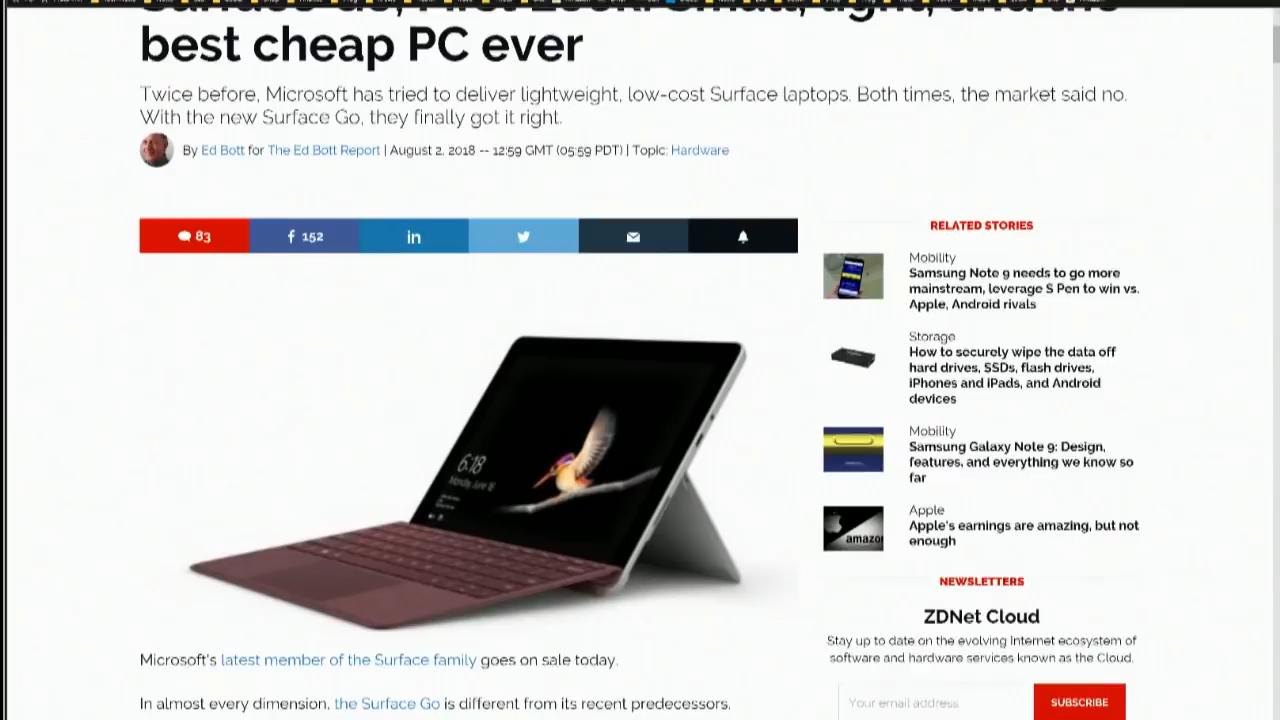 best cheap PC ever
Twice before, Microsoft has tried to deliver lightweight, low-cost Surface laptops. Both times, the market said no.
With the new Surface Go, they finally got it right.
By Ed Bott for The Ed Bott Report | August 2, 2018 -- 12:59 GMT (05:59 PDT) | Topic: Hardware
83
f 152
in
RELATED STORIES
Mobility
Samsung Note 9 needs to go more
mainstream, leverage S Pen to win vs.
Apple, Android rivals
Storage
How to securely wipe the data off
hard drives, SSDs, flash drives,
iPhones and iPads, and Android
devices
Mobility
Samsung Galaxy Note 9: Design,
features, and everything we know so
far
Apple
amazo
Apple's earnings are amazing, but not
enough
6:18
Monday, June 18
NEWSLETTERS
ZDNet Cloud
Stay up to date on the evolving Internet ecosystem of
software and hardware services known as the Cloud.
Your email address
SUBSCRIBE
Microsoft's latest member of the Surface family goes on sale today.
In almost every dimension, the Surface Go is different from its recent predecessors.